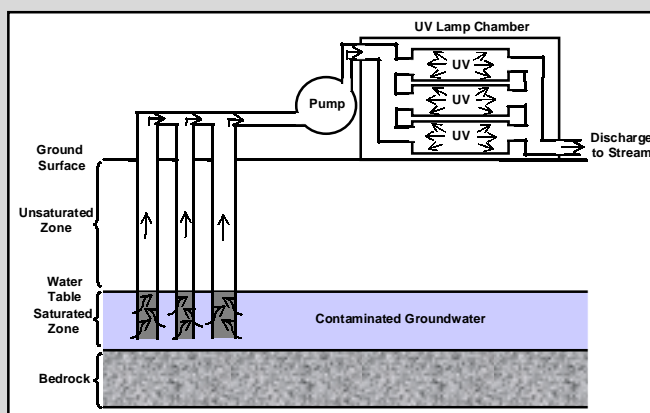 UV Lamp Chamber
UV
Pump
UV
UV
Discharge
to Stream
Ground
Surface
Unsaturated
Zone
Water
Table
Saturated
Zone
Contaminated Groundwater
Bedrock